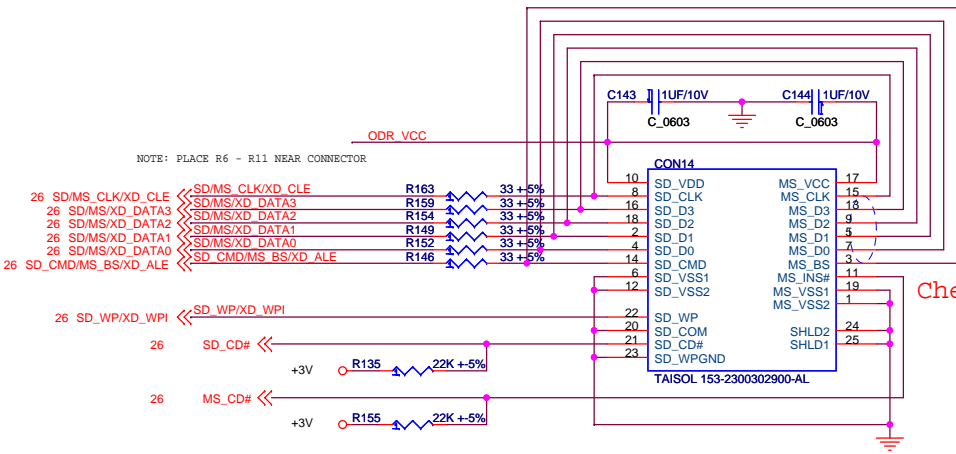 C143 1UF/10V C144 1UF/10V
C_0603 C_0603
ODR_VCC
NOTE: PLACE R6 - R11 NEAR CONNECTOR
CON14
10 SD_VDD MS_VCC 17
26 SD/MS_CLK/XD_CLE SD/MS_CLK/XD_CLE R163 33 +-5% 8 SD_CLK MS_CLK 15
26 SD/MS/XD_DATA3 SD/MS/XD_DATA3 R159 33 +-5% 16 SD_D3 MS_D3 13
26 SD/MS/XD_DATA2 SD/MS/XD_DATA2 R154 33 +-5% 18 SD_D2 MS_D2 9
26 SD/MS/XD_DATA1 SD/MS/XD_DATA1 R149 33 +-5% 2 SD_D1 MS_D1 5
26 SD/MS/XD_DATA0 SD/MS/XD_DATA0 R152 33 +-5% 4 SD_D0 MS_D0 7
26 SD_CMD/MS_BS/XD_ALE SD_CMD/MS_BS/XD_ALE R146 33 +-5% 14 SD_CMD MS_BS 3
6 SD_VSS1 MS_INS# 11
12 SD_VSS2 MS_VSS1 19
Che
MS_VSS2 1
26 SD_WP/XD_WPI SD_WP/XD_WPI 22 SD_WP
20 SD_COM SHLD2 24
26 SD_CD# 21 SD_CD# SHLD1 25
23 SD_WPGND
+3V R135 22K +-5%
TAISOL 153-2300302900-AL
26 MS_CD#
+3V R155 22K +-5%